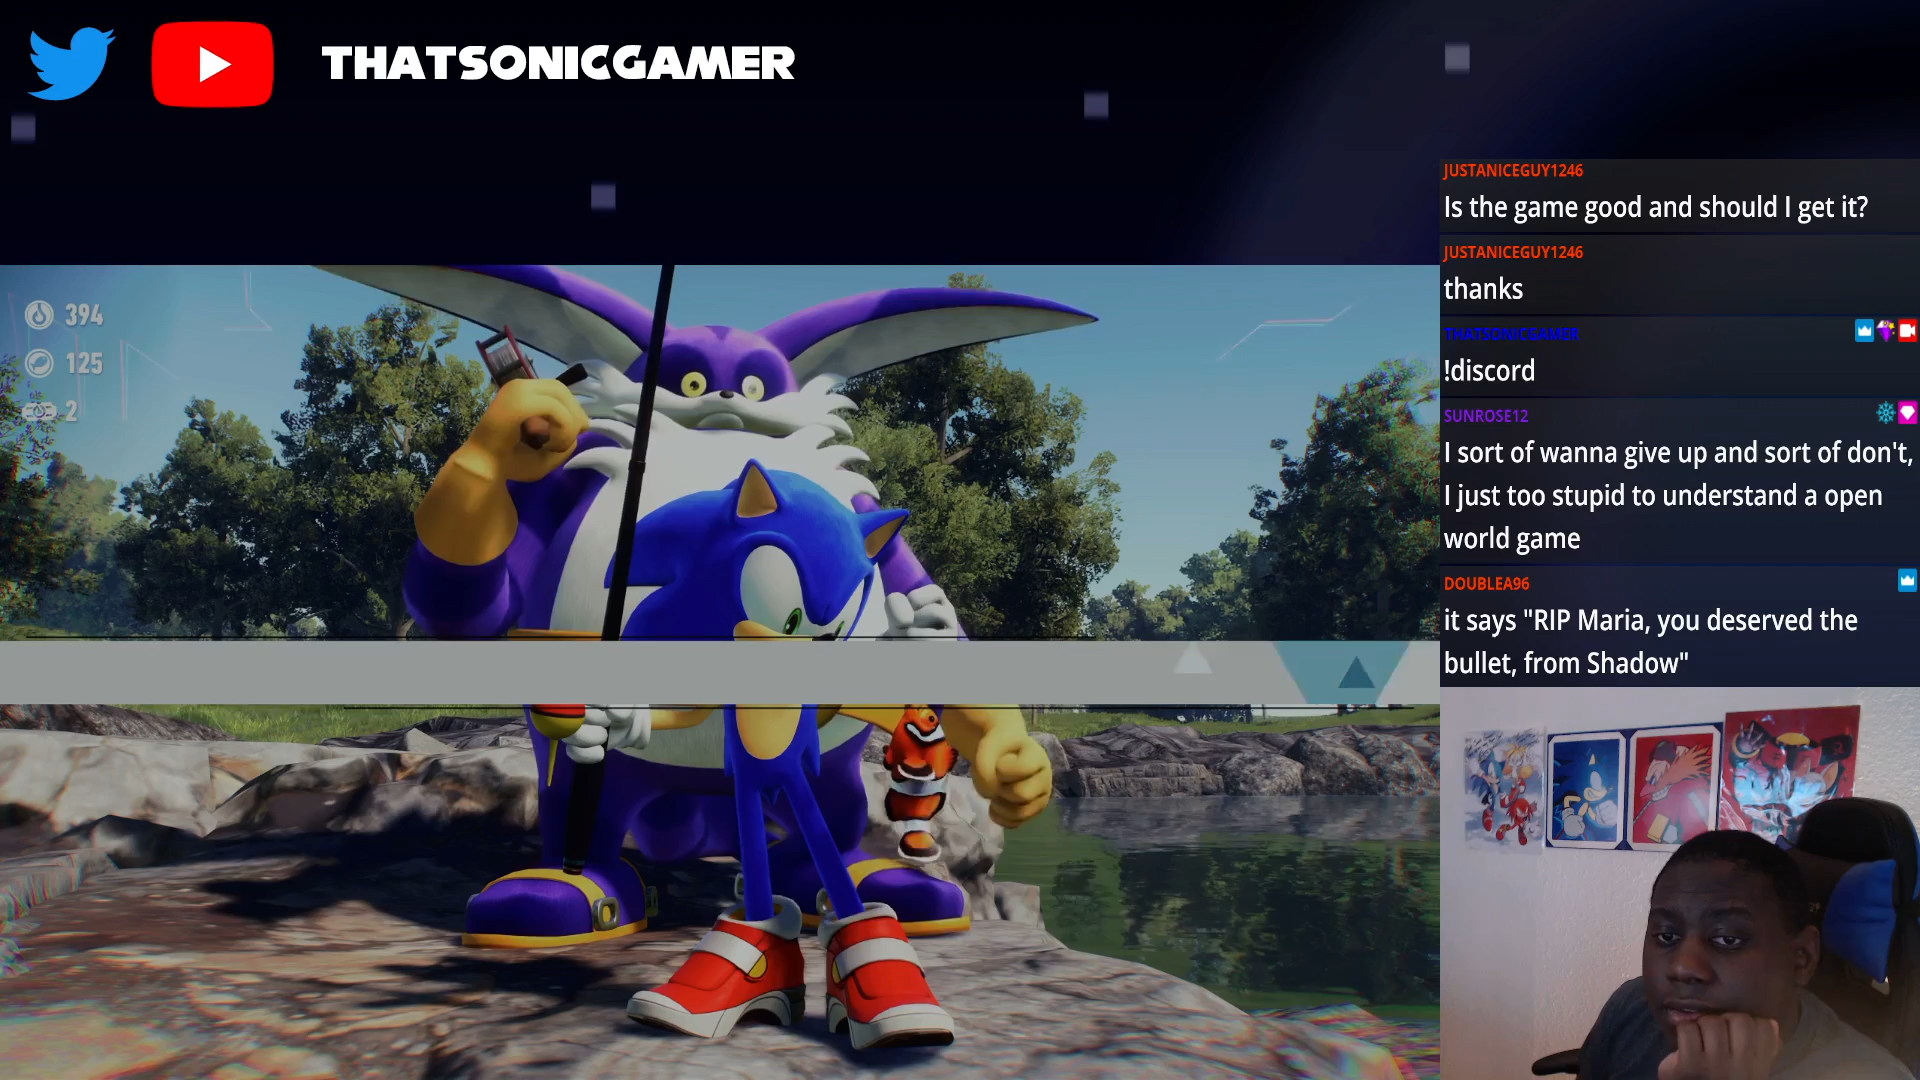 THATSONICGAMER
394
125
2
JUSTANICEGUY1246
Is the game good and should I get it?
JUSTANICEGUY1246
thanks
THATSONICGAMER
!discord
SUNROSE12
I sort of wanna give up and sort of don't,
I just too stupid to understand a open
world game
DOUBLEA96
it says "RIP Maria, you deserved the
bullet, from Shadow"